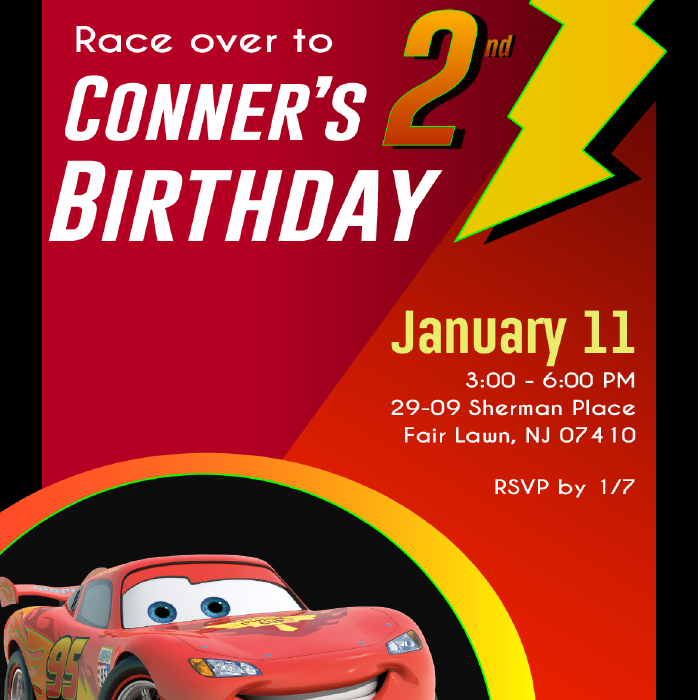 Race over to
CONNER'S 2nd
BIRTHDAY
January 11
3:00 - 6:00 PM
29-09 Sherman Place
Fair Lawn, NJ 07410
RSVP by 1/7
95